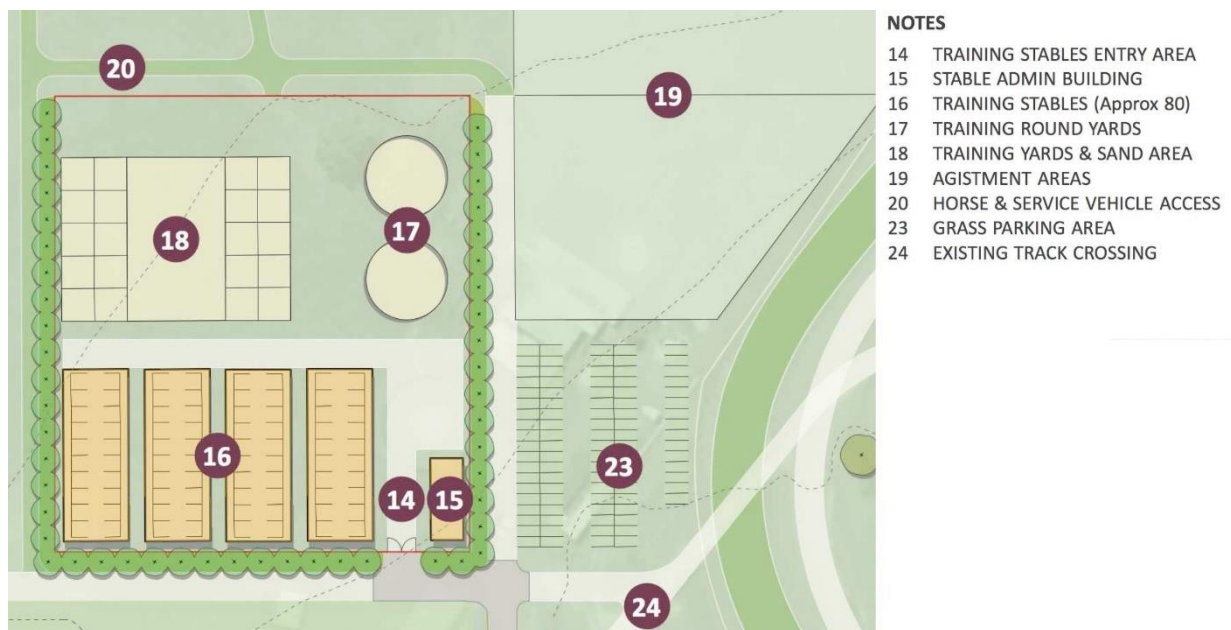 NOTES
14 TRAINING STABLES ENTRY AREA
15 STABLE ADMIN BUILDING
16 TRAINING STABLES (Approx 80)
17 TRAINING ROUND YARDS
18 TRAINING YARDS & SAND AREA
19 AGISTMENT AREAS
20 HORSE & SERVICE VEHICLE ACCESS
23 GRASS PARKING AREA
24 EXISTING TRACK CROSSING
20
19
18
17
16
14
15
23
24